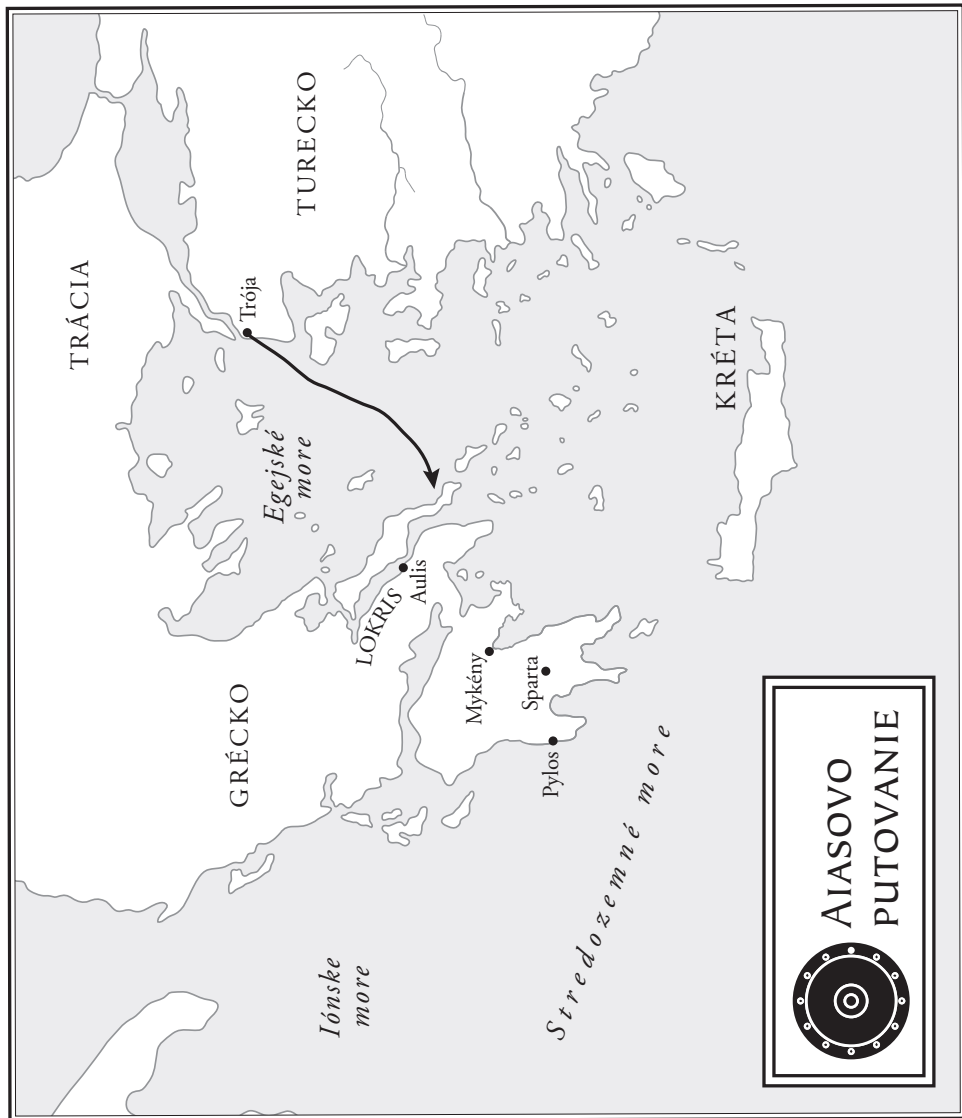 TRÁCIA
TURECKO
Trója
Egejské
more
GRÉCKO
LOKRIS
Aulis
Mykény
Sparta
Pylos
KRÉTA
Iónske
more
Stredozemné more
AIASOVO
PUTOVANIE